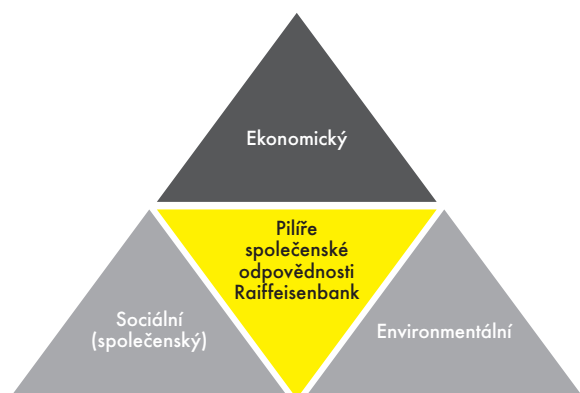 Ekonomický
Pilíře
společenské
odpovědnosti
Raiffeisenbank
Sociální
(společenský)
Environmentální